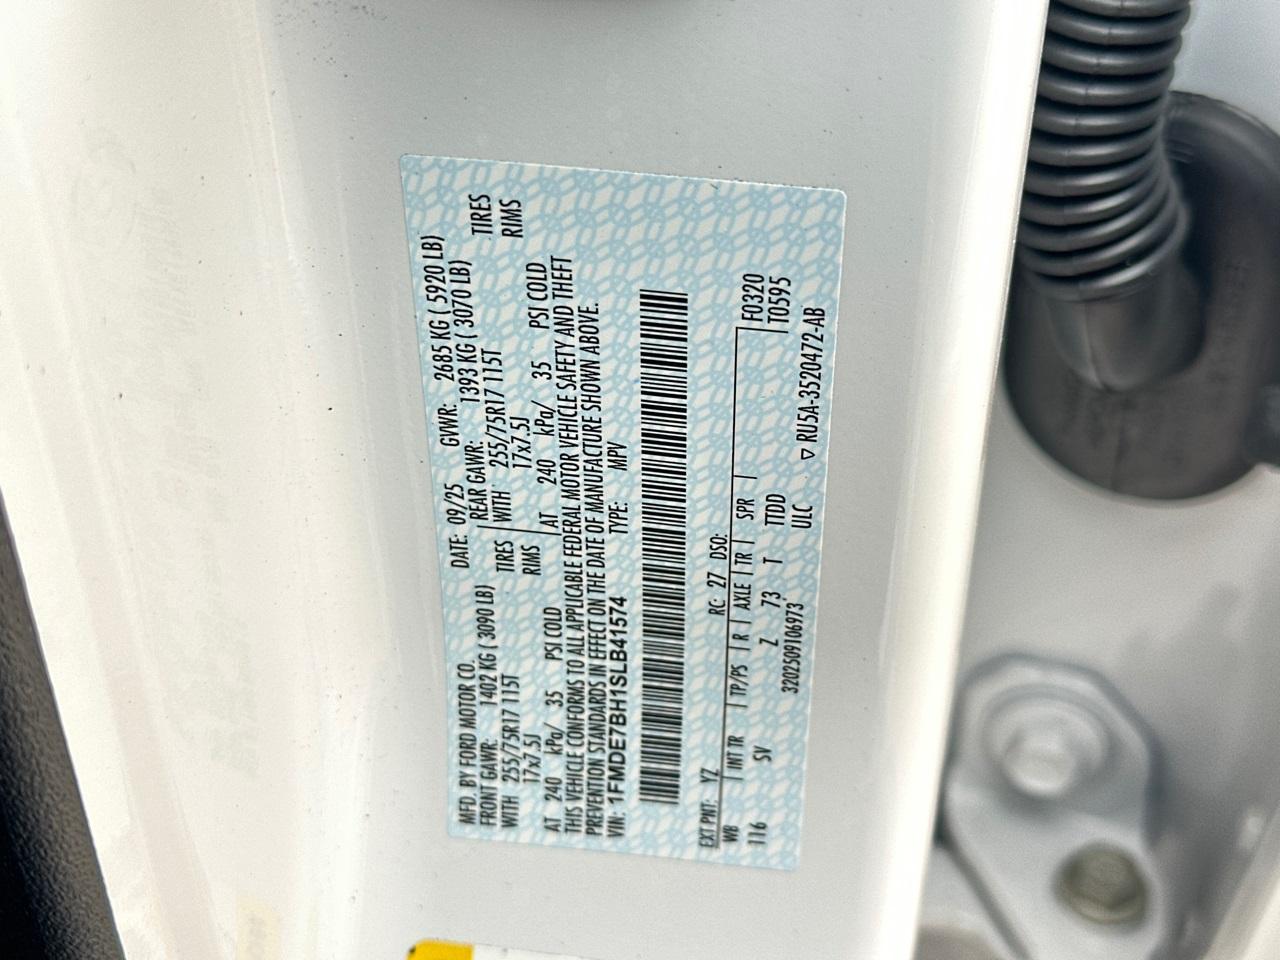 MFD. BY FORD MOTOR CO.
DATE: 09/25 GVWR: 2685 KG ( 5920 LB)
FRONT GAWR: 1402 KG ( 3090 LB) REAR GAWR: 1393 KG ( 3070 LB)
WITH 255/75R17 115T TIRES WITH 255/75R17 115T TIRES
17x7.5J RIMS 17x7.5J RIMS
AT 240 kPa/ 35 PSI COLD AT 240 kPa/ 35 PSI COLD
THIS VEHICLE CONFORMS TO ALL APPLICABLE FEDERAL MOTOR VEHICLE SAFETY AND THEFT
PREVENTION STANDARDS IN EFFECT ON THE DATE OF MANUFACTURE SHOWN ABOVE.
VIN: 1FMDE7BH1SLB41574 TYPE: MPV
EXT PNT: YZ RC: 27 DSO: F0320
WB INT TR TP/PS R AXLE TR SPR T0595
116 SV Z 73 T TTDD
3202509106973 ULC ▽ RU5A-3520472-AB